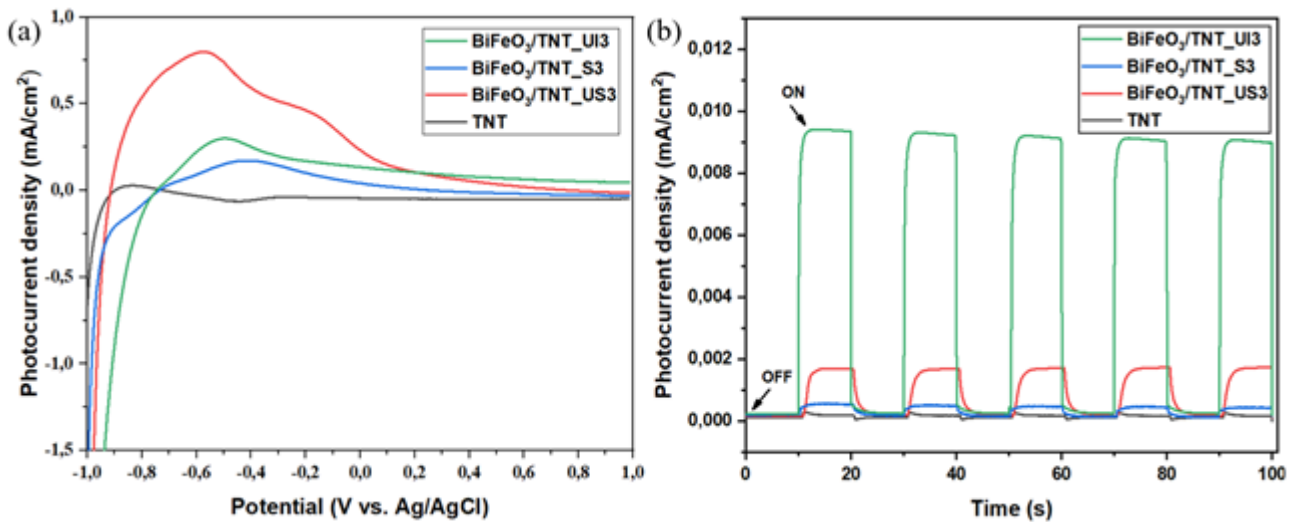 (a)
Photocurrent density (mA/cm²)
1,0
0,5
0,0
-0,5
-1,0
-1,5
BiFeO₃/TNT_UI3
BiFeO₃/TNT_S3
BiFeO₃/TNT_US3
TNT
-1,0 -0,8 -0,6 -0,4 -0,2 0,0 0,2 0,4 0,6 0,8 1,0
Potential (V vs. Ag/AgCl)
(b)
Photocurrent density (mA/cm²)
0,012
0,010
0,008
0,006
0,004
0,002
0,000
BiFeO₃/TNT_UI3
BiFeO₃/TNT_S3
BiFeO₃/TNT_US3
TNT
ON
OFF
0 20 40 60 80 100
Time (s)